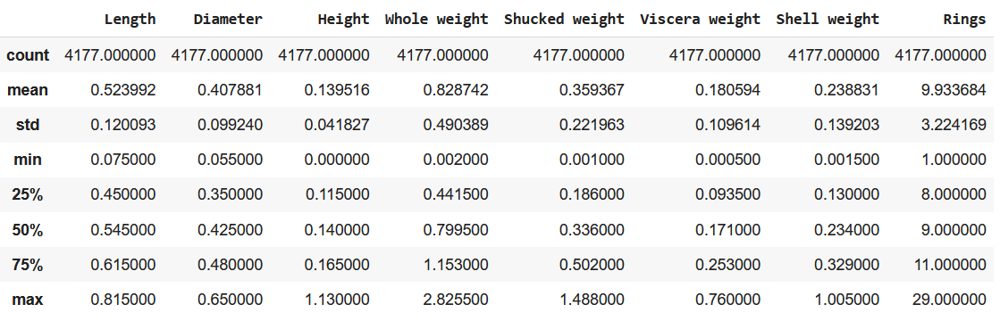 Length Diameter Height Whole weight Shucked weight Viscera weight Shell weight Rings
count 4177.000000 4177.000000 4177.000000 4177.000000 4177.000000 4177.000000 4177.000000 4177.000000
mean 0.523992 0.407881 0.139516 0.828742 0.359367 0.180594 0.238831 9.933684
std 0.120093 0.099240 0.041827 0.490389 0.221963 0.109614 0.139203 3.224169
min 0.075000 0.055000 0.000000 0.002000 0.001000 0.000500 0.001500 1.000000
25% 0.450000 0.350000 0.115000 0.441500 0.186000 0.093500 0.130000 8.000000
50% 0.545000 0.425000 0.140000 0.799500 0.336000 0.171000 0.234000 9.000000
75% 0.615000 0.480000 0.165000 1.153000 0.502000 0.253000 0.329000 11.000000
max 0.815000 0.650000 1.130000 2.825500 1.488000 0.760000 1.005000 29.000000